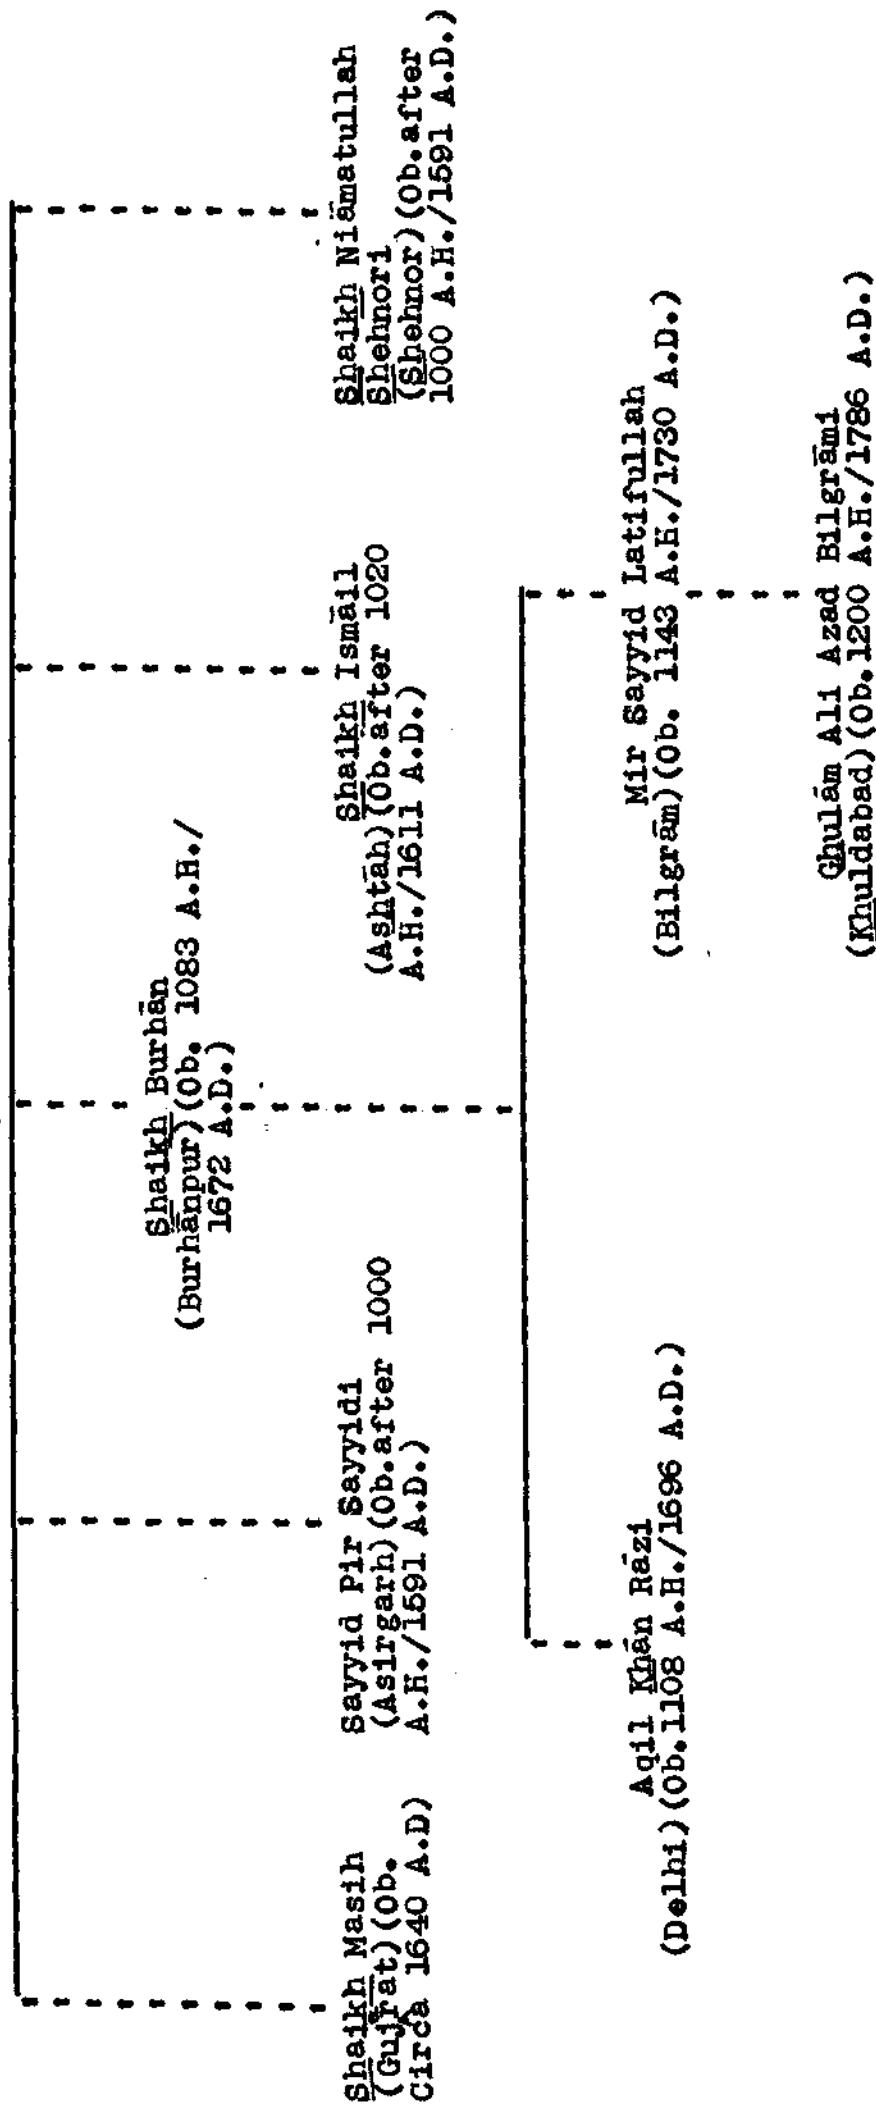 Shaikh Burhān
(Burhānpur)(Ob. 1083 A.H./
1672 A.D.)
Shaikh Masih
(Gujrat)(Ob.
Circa 1640 A.D)
Sayyid Pir Sayyidi
(Asirgarh)(Ob.after 1000
A.H./1591 A.D.)
Shaikh Ismāil
(Ashtāh)(Ob.after 1020
A.H./1611 A.D.)
Shaikh Niāmatullah
Shehnori
(Shehnor)(Ob.after
1000 A.H./1591 A.D.)
Aqil Khān Rāzi
(Delhi)(Ob.1108 A.H./1696 A.D.)
Mir Sayyid Latifullah
(Bilgrām)(Ob. 1143 A.H./1730 A.D.)
Ghulām Ali Azad Bilgrāmi
(Khuldabad)(Ob.1200 A.H./1786 A.D.)